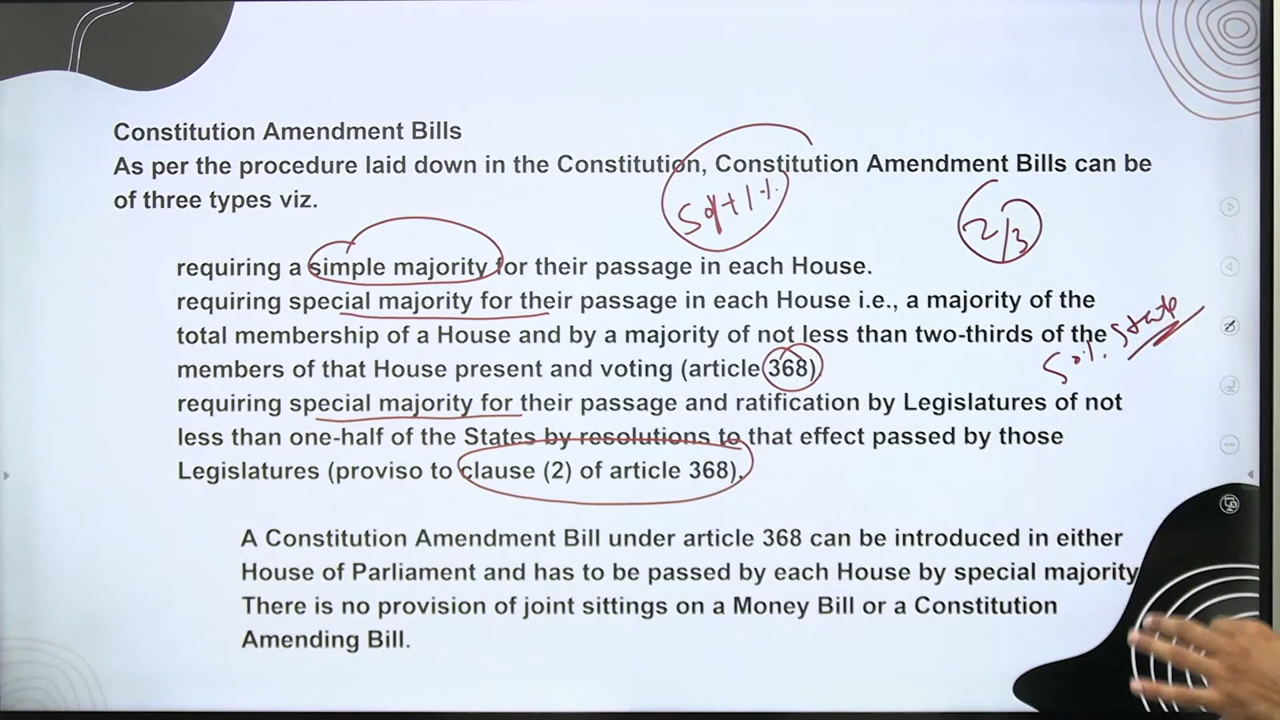 Constitution Amendment Bills
As per the procedure laid down in the Constitution, Constitution Amendment Bills can be
of three types viz.
50%+1%
2/3
requiring a simple majority for their passage in each House.
requiring special majority for their passage in each House i.e., a majority of the
total membership of a House and by a majority of not less than two-thirds of the
50%. State
members of that House present and voting (article 368).
requiring special majority for their passage and ratification by Legislatures of not
less than one-half of the States by resolutions to that effect passed by those
Legislatures (proviso to clause (2) of article 368).
A Constitution Amendment Bill under article 368 can be introduced in either
House of Parliament and has to be passed by each House by special majority
There is no provision of joint sittings on a Money Bill or a Constitution
Amending Bill.